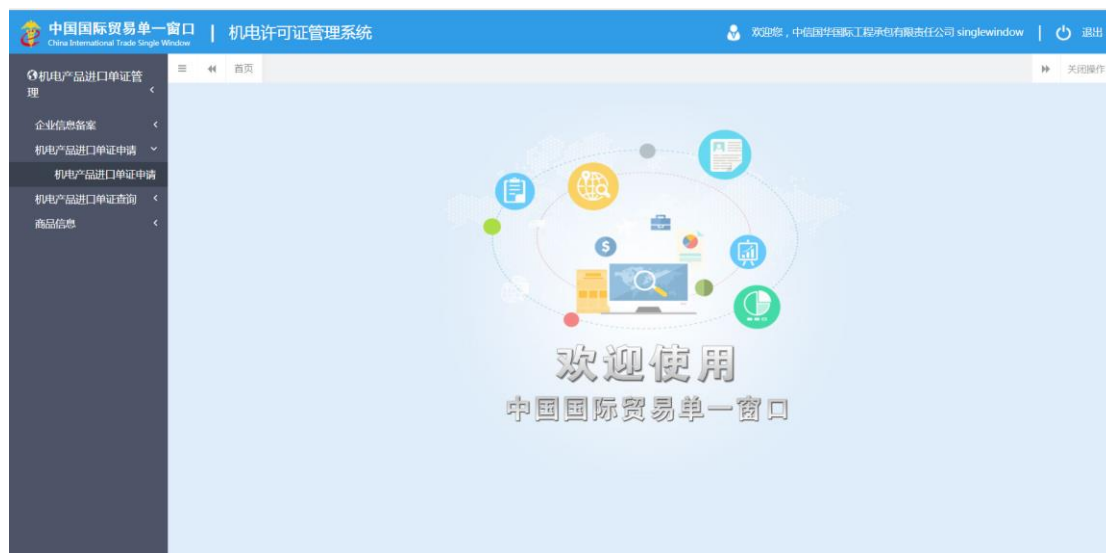 中国国际贸易单一窗口 | 机电许可证管理系统
China International Trade Single Window
欢迎您，中信国华国际工程承包有限责任公司 singlewindow | 退出
机电产品进口单证管
理
首页
关闭操作
企业信息备案
机电产品进口单证申请
机电产品进口单证申请
机电产品进口单证查询
商品信息
欢迎使用
中国国际贸易单一窗口